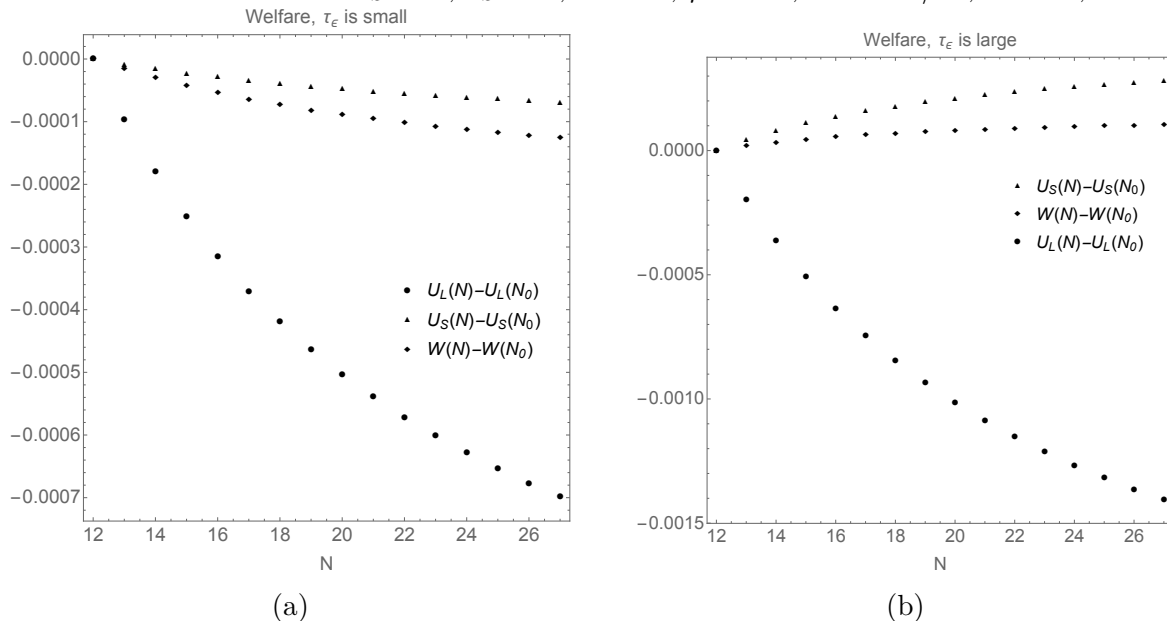 Welfare, τϵ is small
0.0000
−0.0001
−0.0002
−0.0003
−0.0004
−0.0005
−0.0006
−0.0007
12 14 16 18 20 22 24 26
N
U_L(N)−U_L(N_0)
U_S(N)−U_S(N_0)
W(N)−W(N_0)
(a)
Welfare, τϵ is large
0.0000
−0.0005
−0.0010
−0.0015
12 14 16 18 20 22 24 26
N
U_S(N)−U_S(N_0)
W(N)−W(N_0)
U_L(N)−U_L(N_0)
(b)